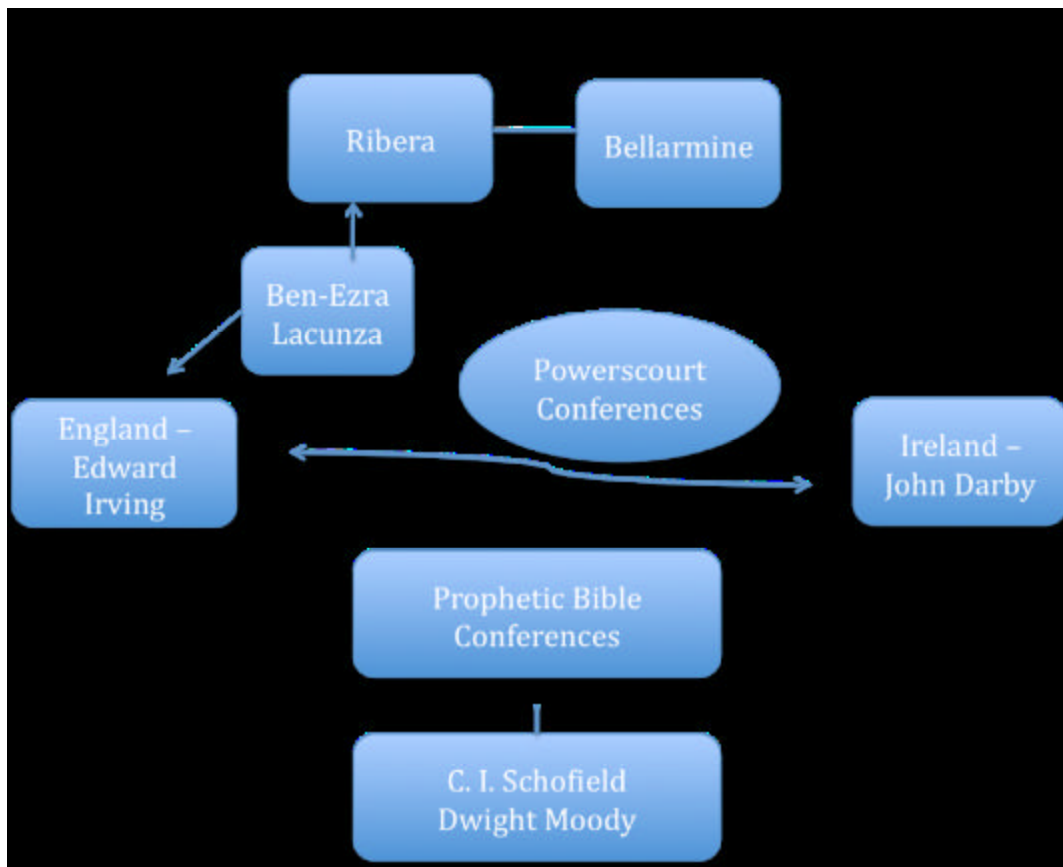 Ribera
Bellarmine
Ben-Ezra
Lacunza
Powerscourt
Conferences
England –
Edward
Irving
Ireland –
John Darby
Prophetic Bible
Conferences
C. I. Schofield
Dwight Moody